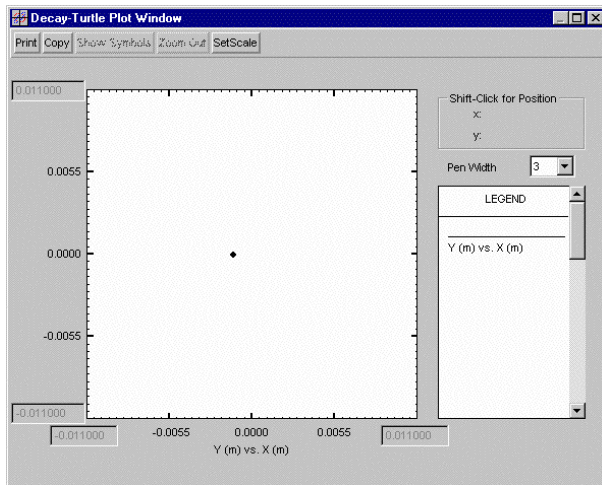 Decay-Turtle Plot Window
Print Copy Show Symbols Zoom Out SetScale
0.011000
0.0055
0.0000
-0.0055
-0.011000
-0.011000 -0.0055 0.0000 0.0055 0.011000
Y (m) vs. X (m)
Shift-Click for Position
x:
y:
Pen Width 3
LEGEND
Y (m) vs. X (m)